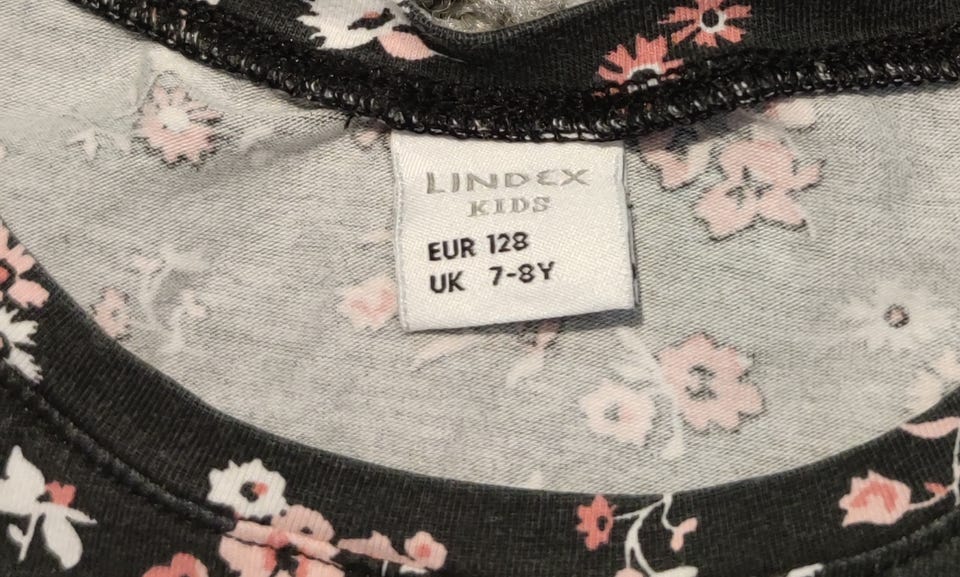 LINDEX
KIDS
EUR 128
UK 7-8Y